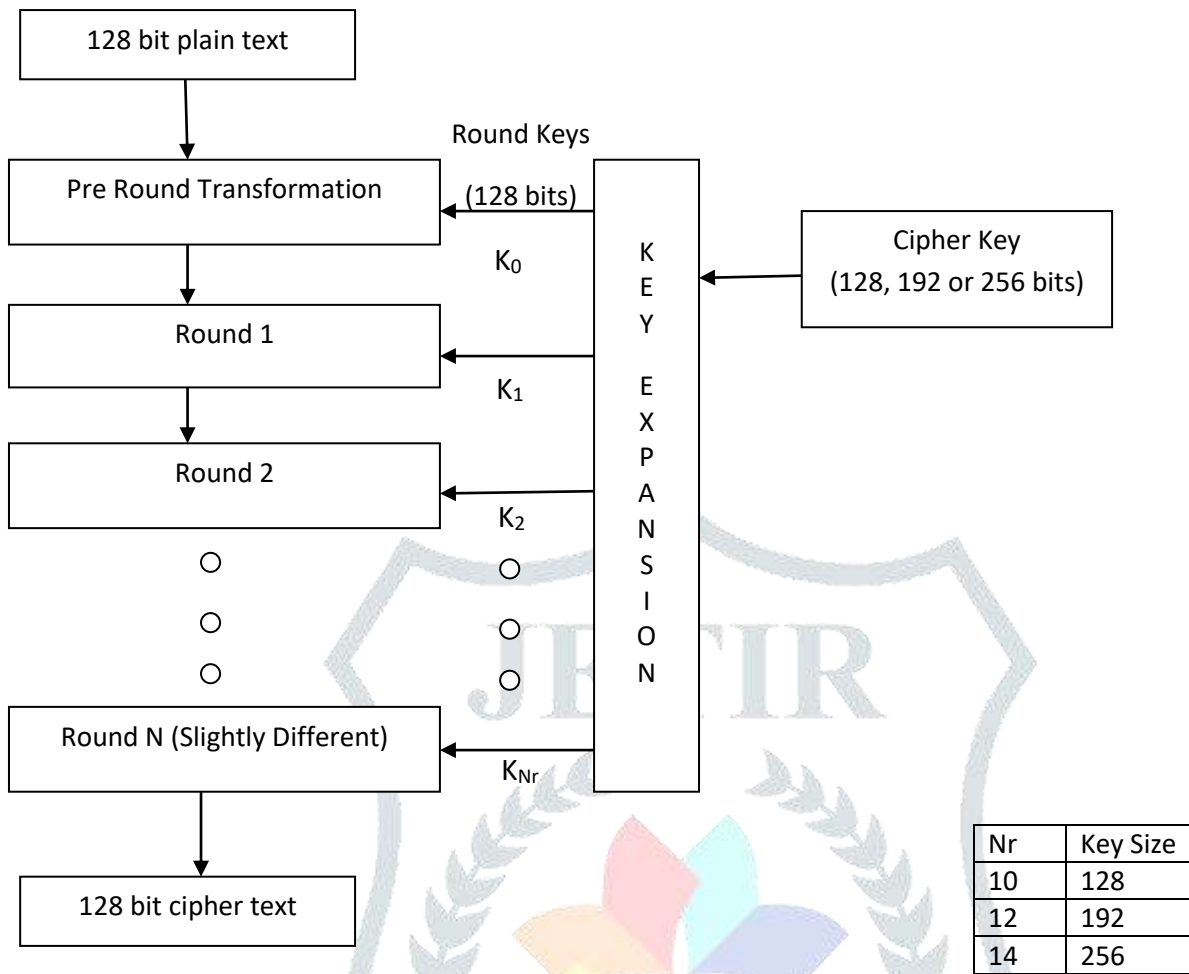 128 bit plain text
Round Keys
Pre Round Transformation
(128 bits)
K₀
Cipher Key
(128, 192 or 256 bits)
K
E
Y
E
X
P
A
N
S
I
O
N
Round 1
K₁
Round 2
K₂
Round N (Slightly Different)
K_Nr
128 bit cipher text
Nr Key Size
10 128
12 192
14 256